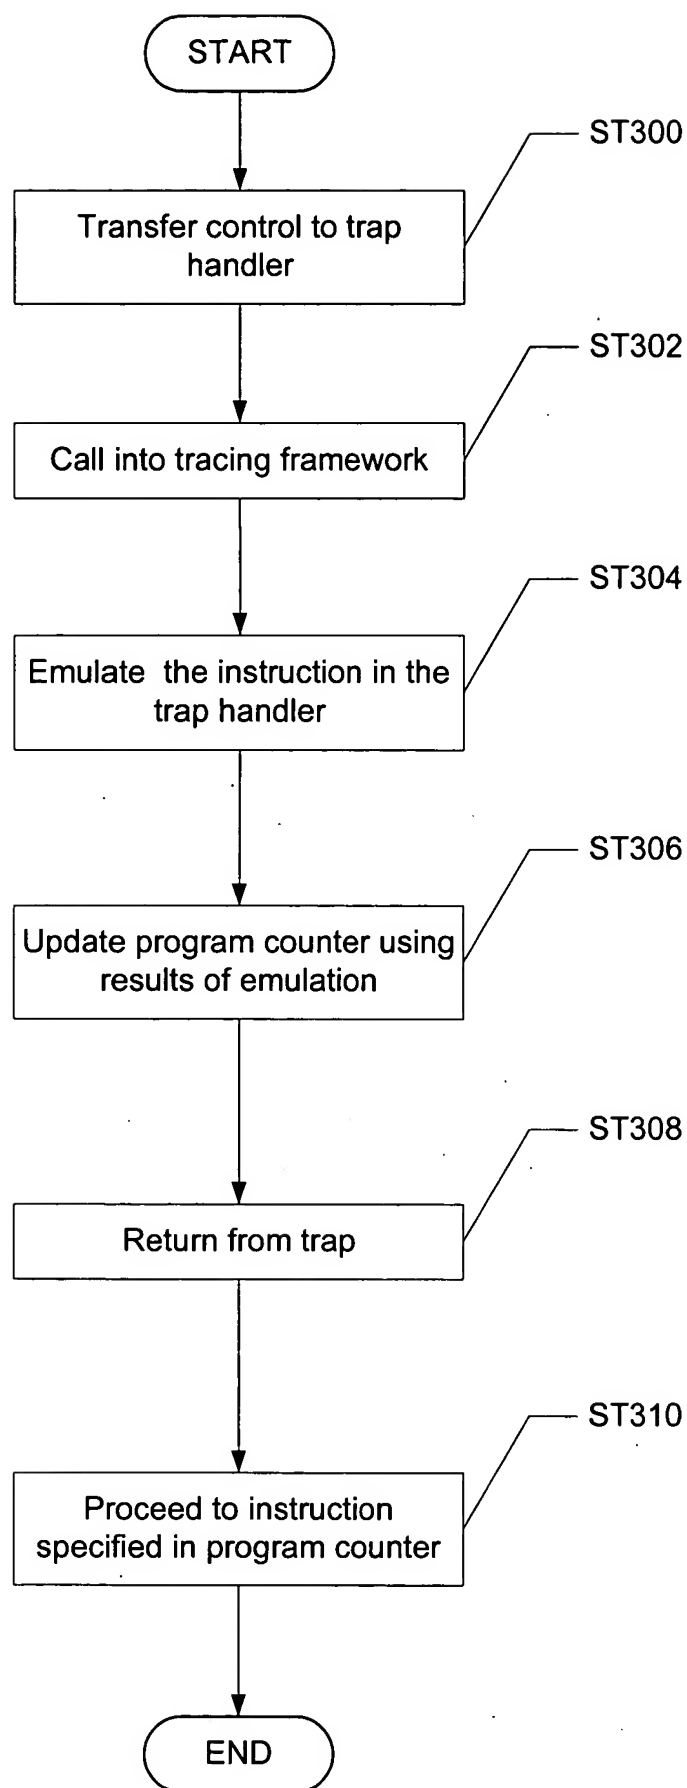 START
ST300
Transfer control to trap
handler
ST302
Call into tracing framework
ST304
Emulate the instruction in the
trap handler
ST306
Update program counter using
results of emulation
ST308
Return from trap
ST310
Proceed to instruction
specified in program counter
END